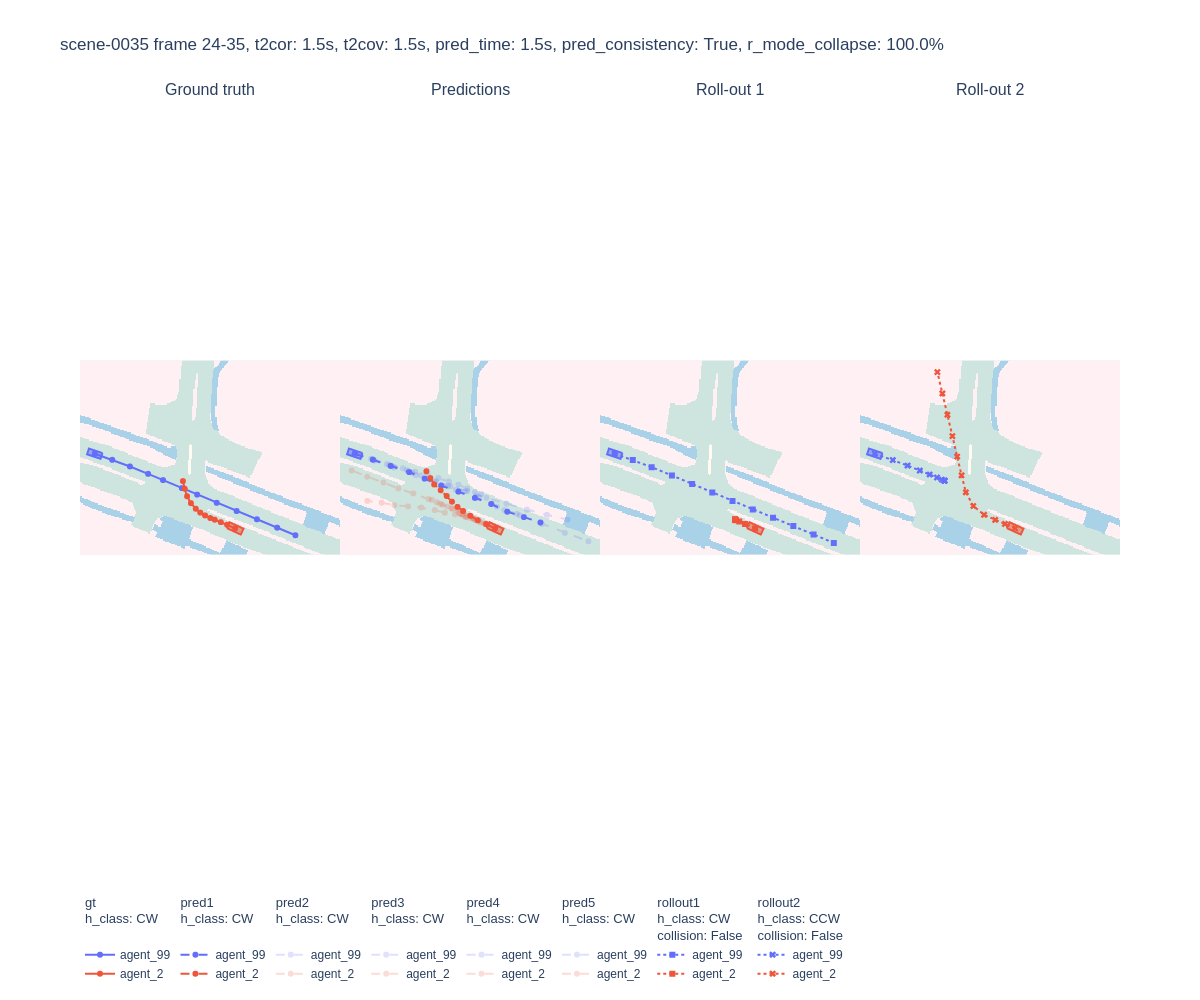 scene-0035 frame 24-35, t2cor: 1.5s, t2cov: 1.5s, pred_time: 1.5s, pred_consistency: True, r_mode_collapse: 100.0%
Ground truth Predictions Roll-out 1 Roll-out 2
gt pred1 pred2 pred3 pred4 pred5 rollout1 rollout2
h_class: CW h_class: CW h_class: CW h_class: CW h_class: CW h_class: CW h_class: CW h_class: CCW
collision: False collision: False
agent_99 agent_99 agent_99 agent_99 agent_99 agent_99 agent_99 agent_99
agent_2 agent_2 agent_2 agent_2 agent_2 agent_2 agent_2 agent_2